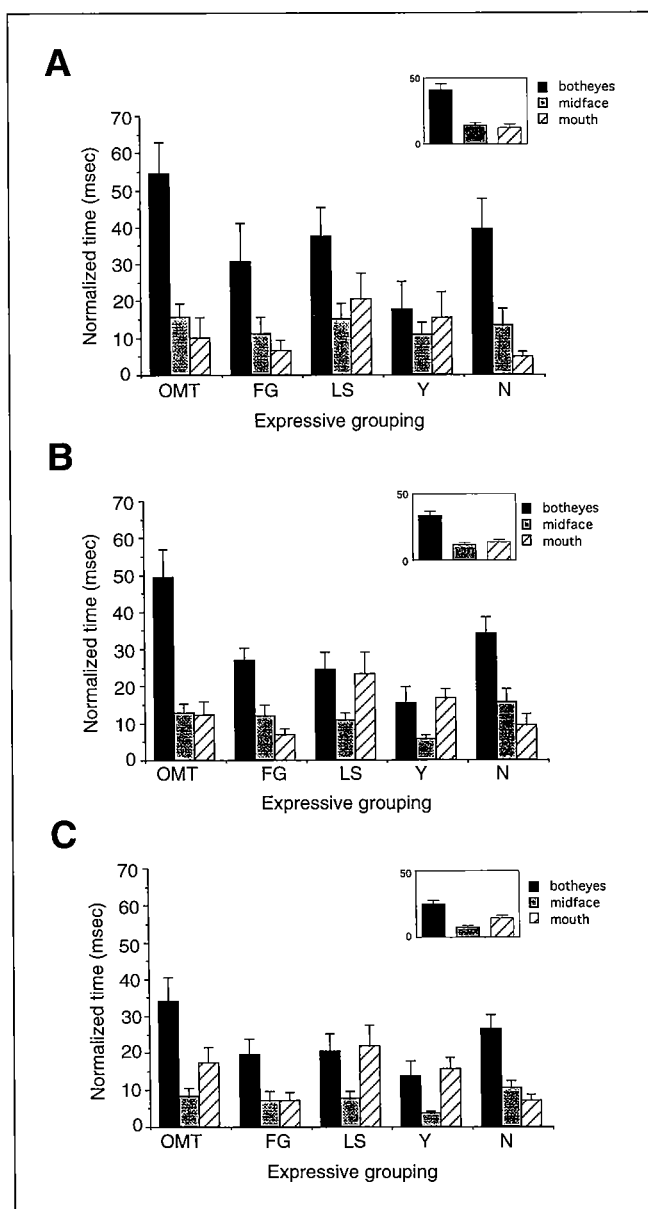 A
50
0
botheyes
midface
mouth
70
60
50
40
30
20
10
0
Normalized time (msec)
OMT FG LS Y N
Expressive grouping
B
50
0
botheyes
midface
mouth
70
60
50
40
30
20
10
0
Normalized time (msec)
OMT FG LS Y N
Expressive grouping
C
50
0
botheyes
midface
mouth
70
60
50
40
30
20
10
0
Normalized time (msec)
OMT FG LS Y N
Expressive grouping